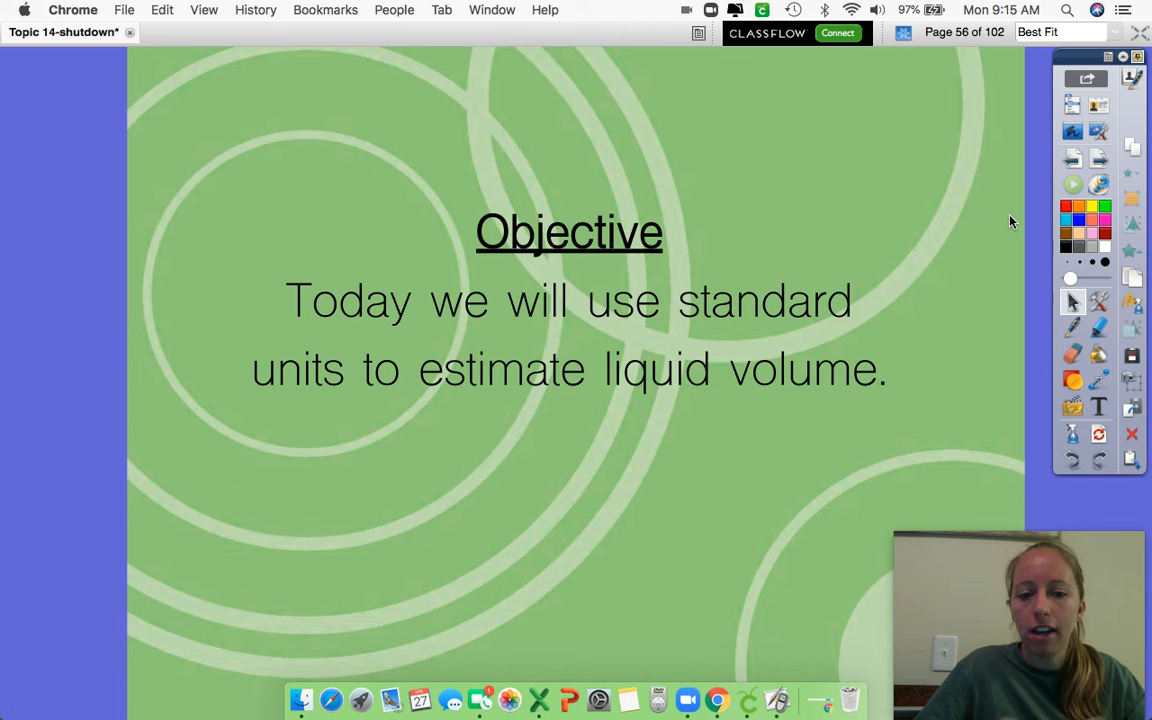 Chrome File Edit View History Bookmarks People Tab Window Help 97% Mon 9:15 AM
Topic 14-shutdown* CLASSFLOW Connect Page 56 of 102 Best Fit
Objective
Today we will use standard
units to estimate liquid volume.
T
27